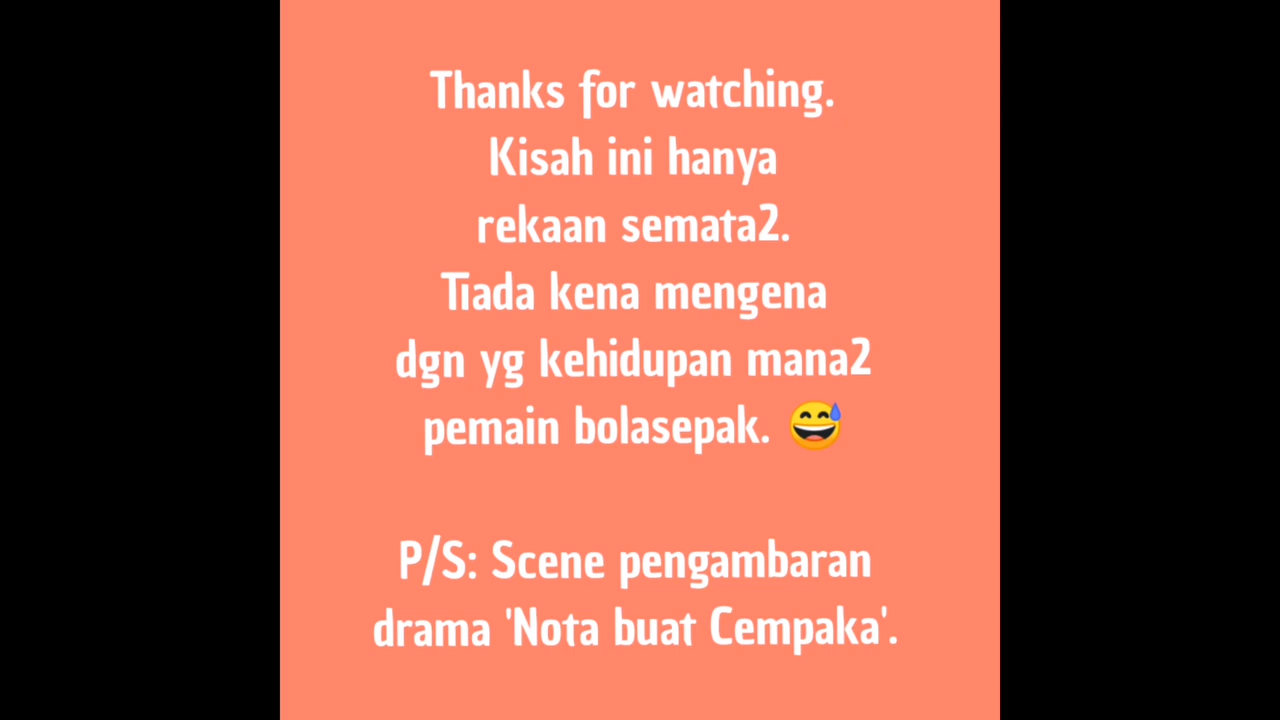 Thanks for watching.
Kisah ini hanya
rekaan semata2.
Tiada kena mengena
dgn yg kehidupan mana2
pemain bolasepak. 😅
P/S: Scene pengambaran
drama 'Nota buat Cempaka'.